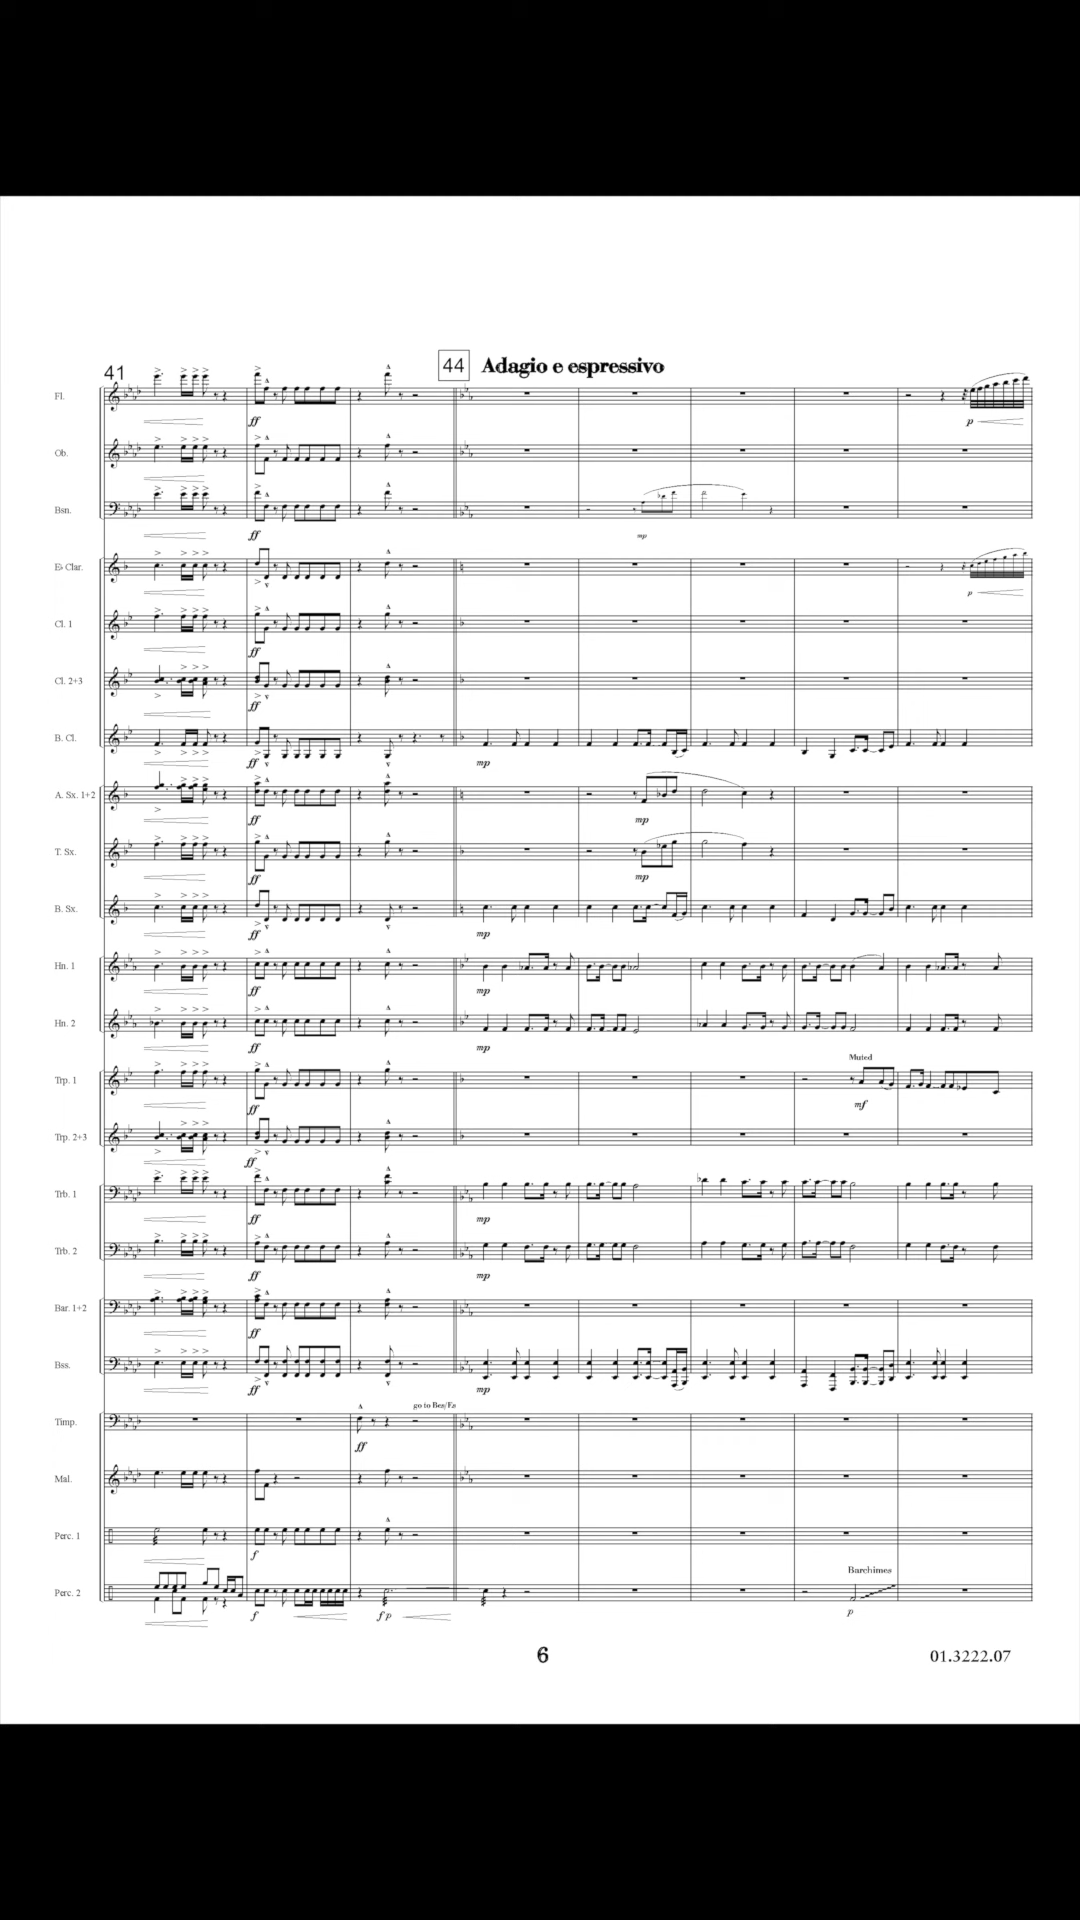 41
44 Adagio e espressivo
Fl.
p
ff
Ob.
Bsn.
mp
ff
E♭ Clar.
p
Cl. 1
ff
Cl. 2+3
ff
B. Cl.
ff mp
A. Sx. 1+2
ff mp
T. Sx.
ff mp
B. Sx.
ff mp
Hn. 1
ff mp
Hn. 2
ff mp
Muted
Trp. 1
ff mf
Trp. 2+3
ff
Trb. 1
ff mp
Trb. 2
ff mp
Bar. 1+2
ff
Bss.
ff mp
go to
Timp.
ff
Mal.
Perc. 1
f
Barchimes
Perc. 2
f fp p
6
01.3222.07